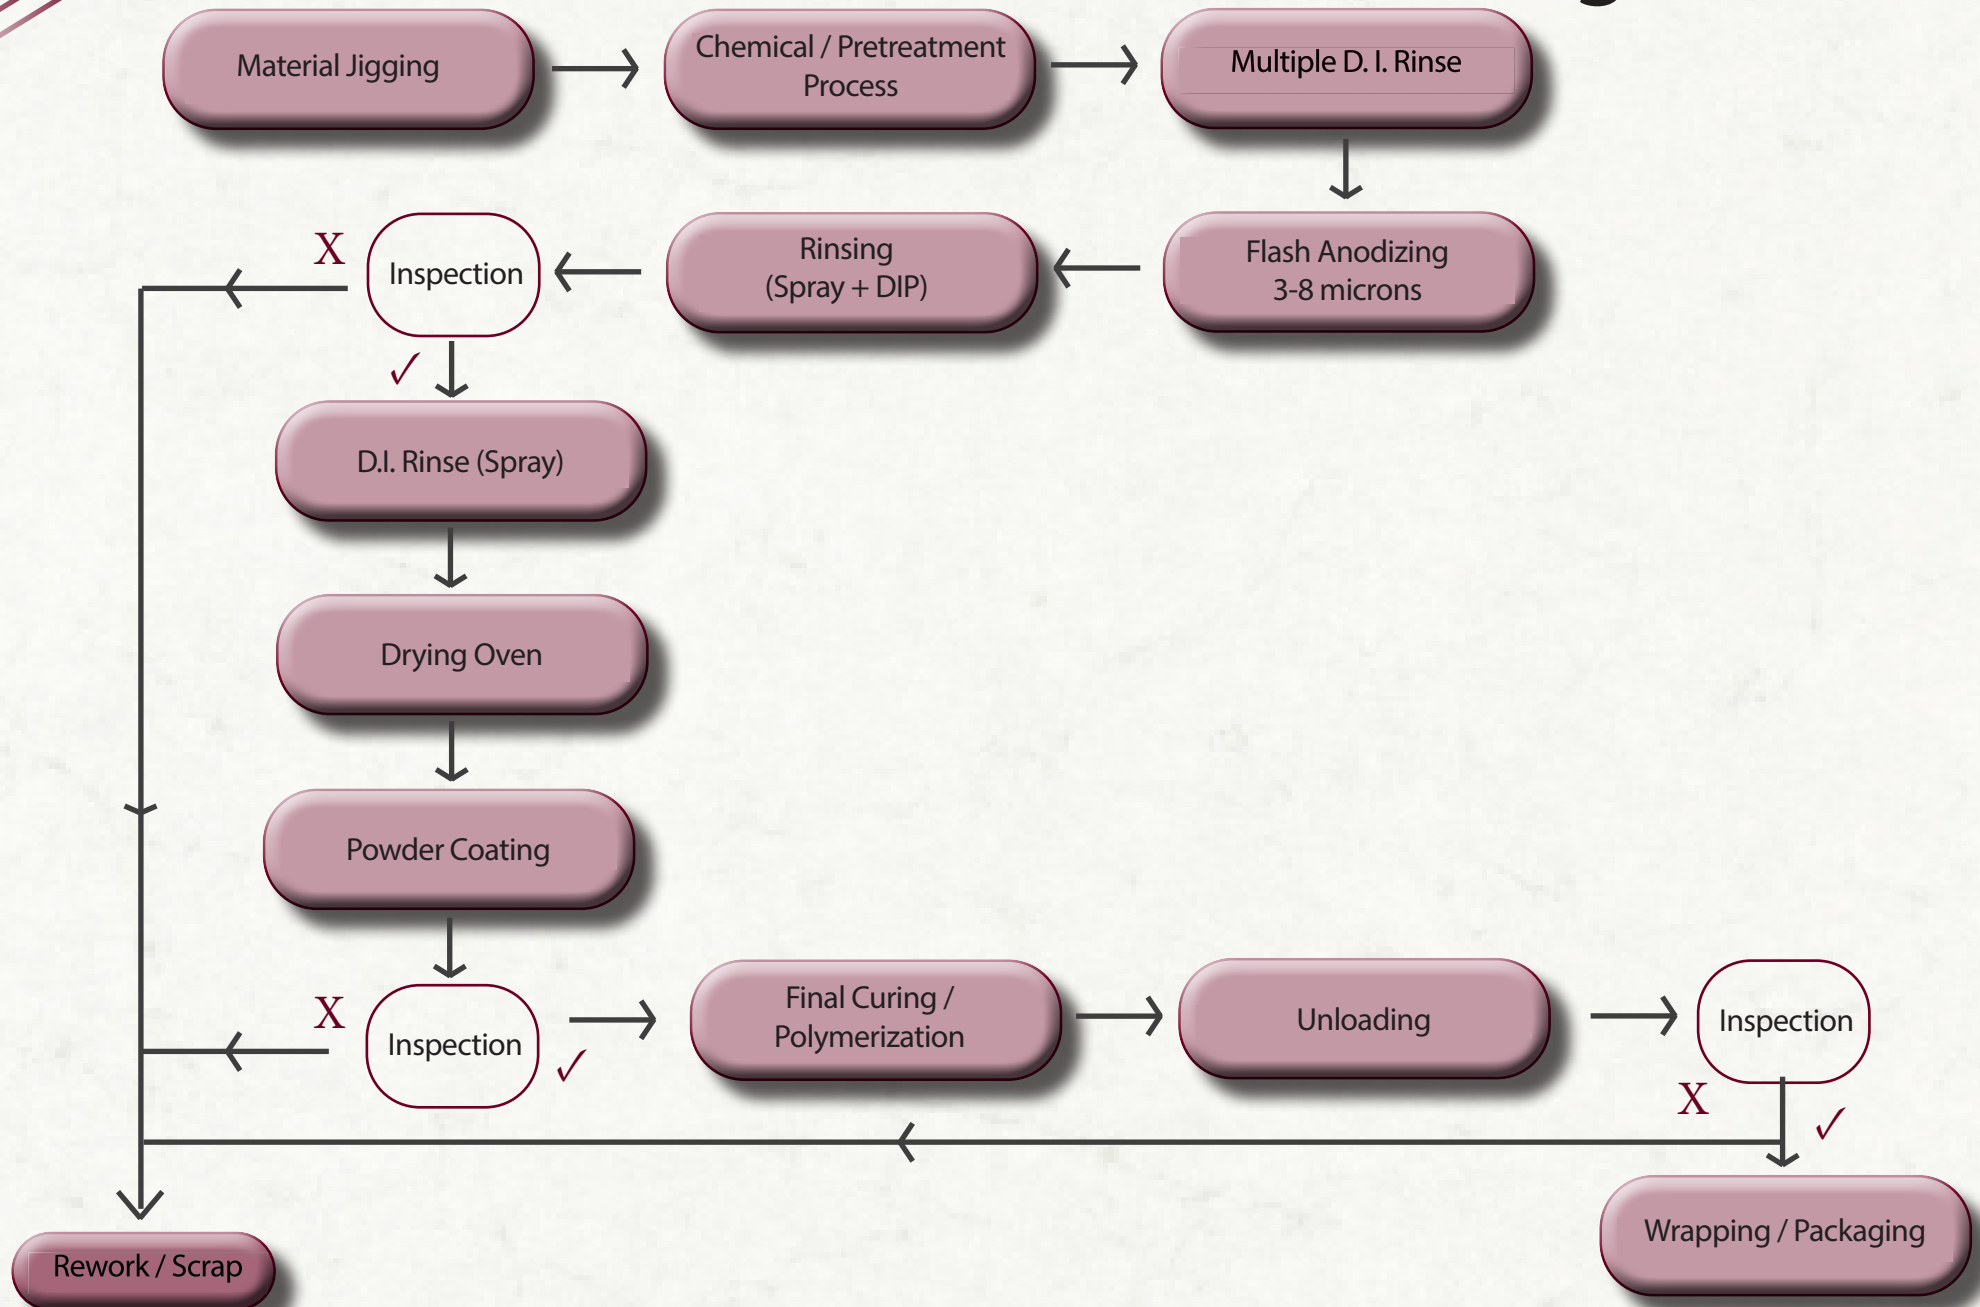 Material Jigging
Chemical / Pretreatment
Process
Multiple D. I. Rinse
Flash Anodizing
3-8 microns
Rinsing
(Spray + DIP)
Inspection
X
✓
D.I. Rinse (Spray)
Drying Oven
Powder Coating
Inspection
X
✓
Final Curing /
Polymerization
Unloading
Inspection
X
✓
Wrapping / Packaging
Rework / Scrap